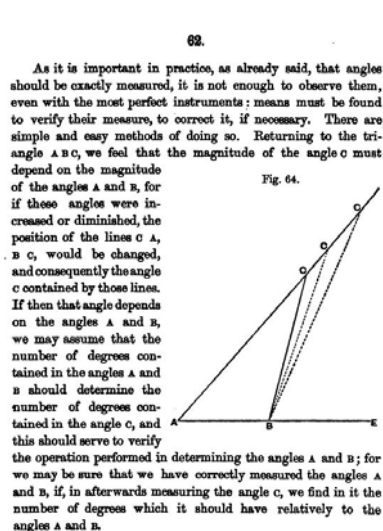 62.
As it is important in practice, as already said, that angles
should be exactly measured, it is not enough to observe them,
even with the most perfect instruments: means must be found
to verify their measure, to correct it, if necessary. There are
simple and easy methods of doing so. Returning to the tri-
angle A B C, we feel that the magnitude of the angle C must
depend on the magnitude
of the angles A and B, for
if these angles were in-
creased or diminished, the
position of the lines C A,
B C, would be changed,
and consequently the angle
C contained by those lines.
If then that angle depends
on the angles A and B,
we may assume that the
number of degrees con-
tained in the angles A and
B should determine the
number of degrees con-
tained in the angle C, and
this should serve to verify
the operation performed in determining the angles A and B; for
we may be sure that we have correctly measured the angles A
and B, if, in afterwards measuring the angle C, we find in it the
number of degrees which it should have relatively to the
angles A and B.
Fig. 64.
C
C
C
A
B
E